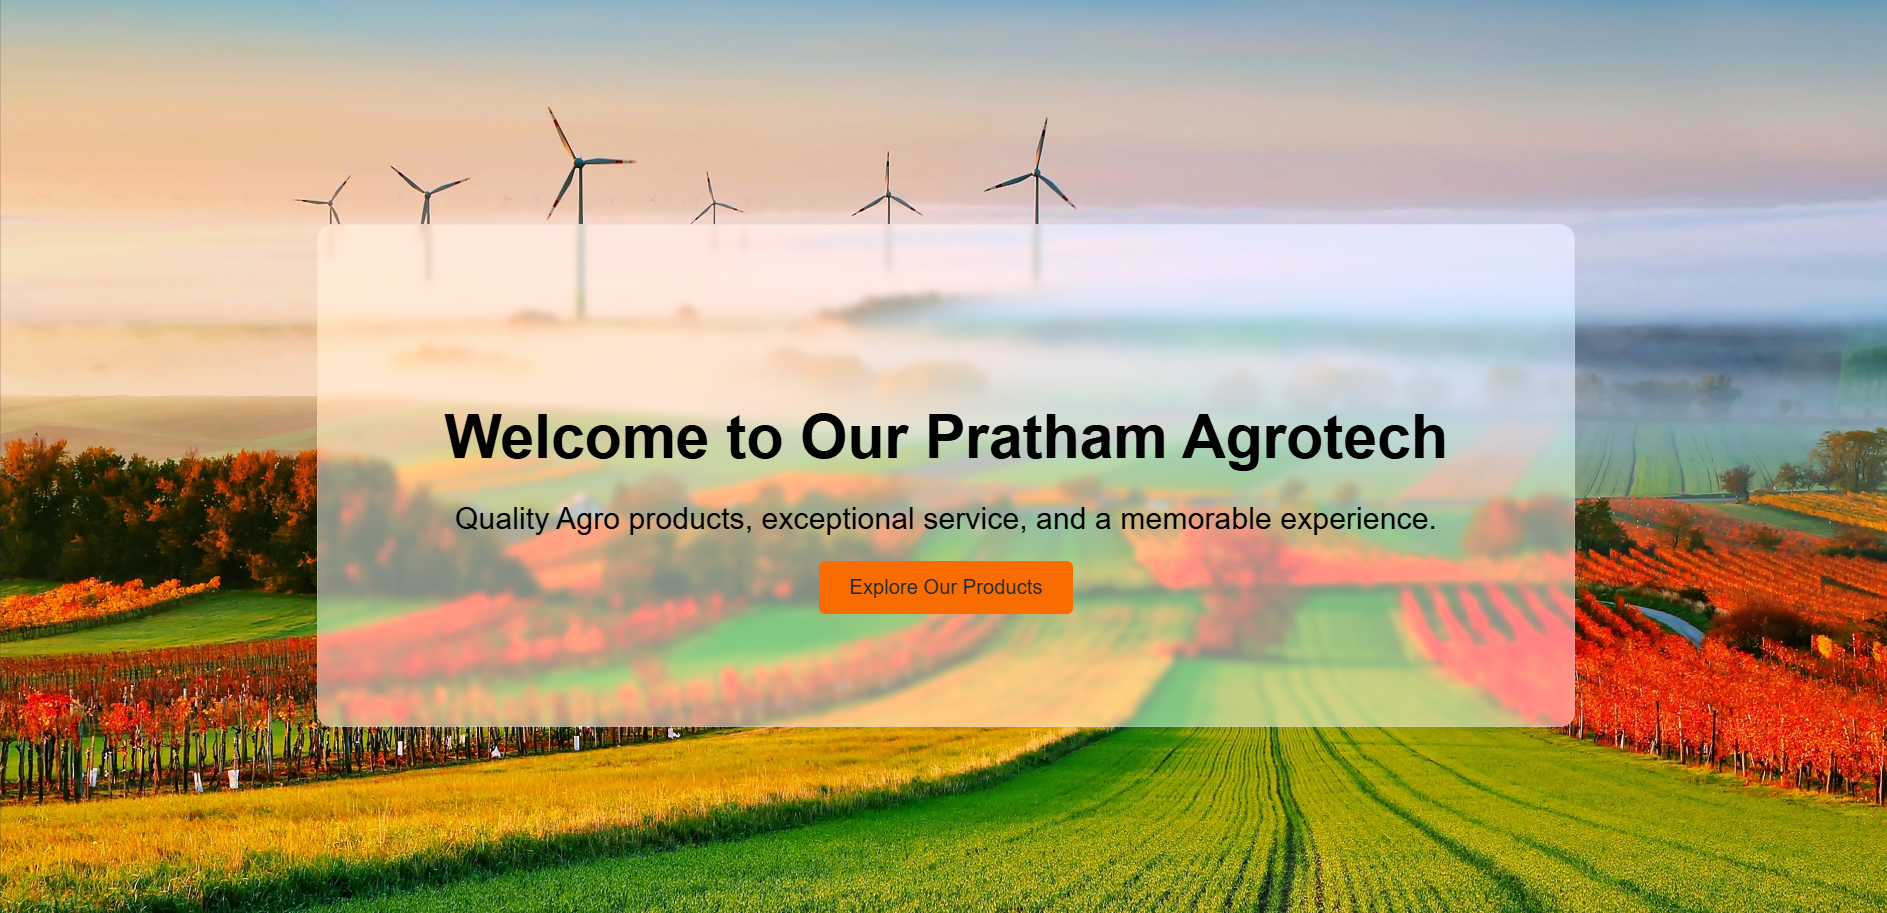 Welcome to Our Pratham Agrotech
Quality Agro products, exceptional service, and a memorable experience.
Explore Our Products